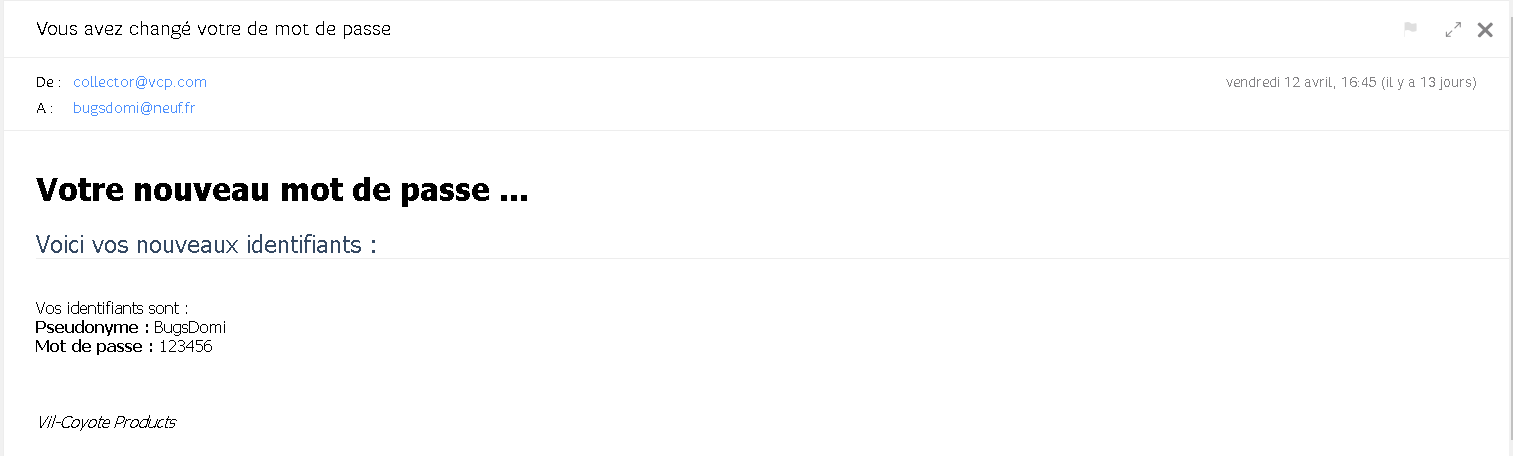 Vous avez changé votre de mot de passe
De : collector@vcp.com
vendredi 12 avril, 16:45 (il y a 13 jours)
A : bugsdomi@neuf.fr
Votre nouveau mot de passe ...
Voici vos nouveaux identifiants :
Vos identifiants sont :
Pseudonyme : BugsDomi
Mot de passe : 123456
Vil-Coyote Products